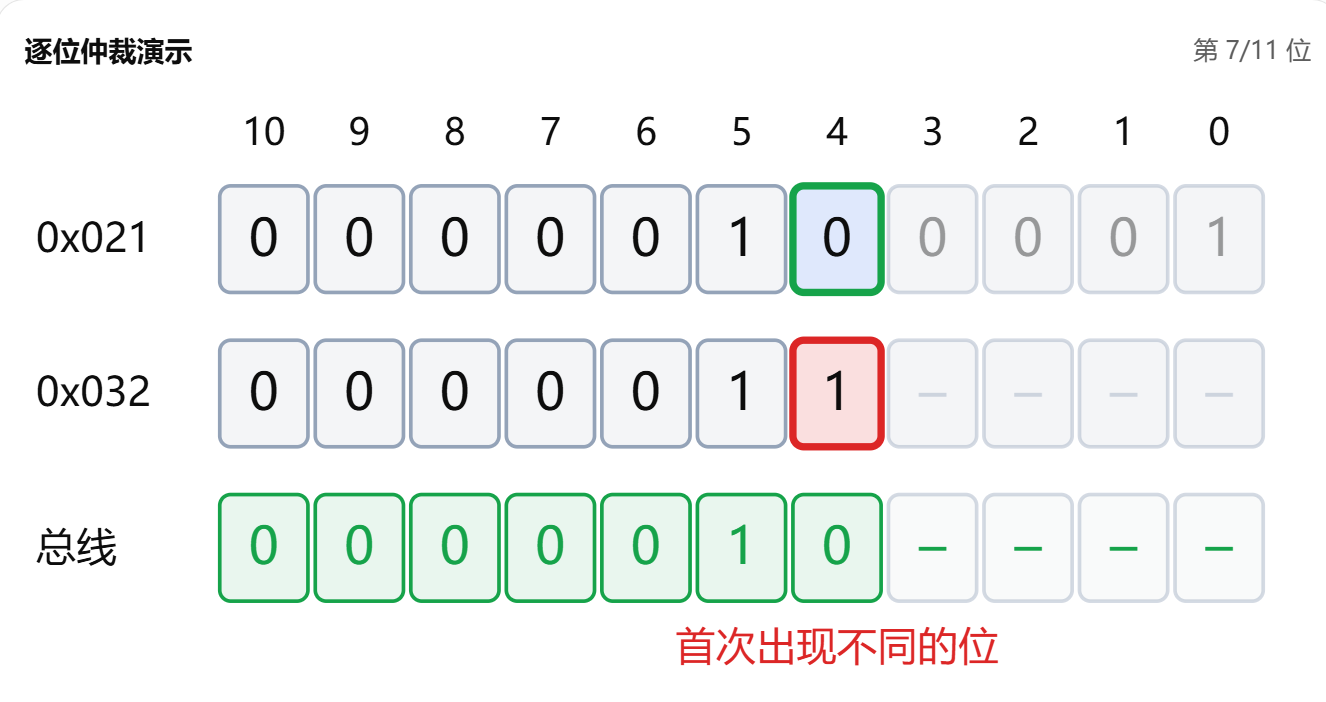 逐位仲裁演示 第 7/11 位
10 9 8 7 6 5 4 3 2 1 0
0x021 0 0 0 0 0 1 0 0 0 0 1
0x032 0 0 0 0 0 1 1 – – – –
总线 0 0 0 0 0 1 0 – – – –
首次出现不同的位